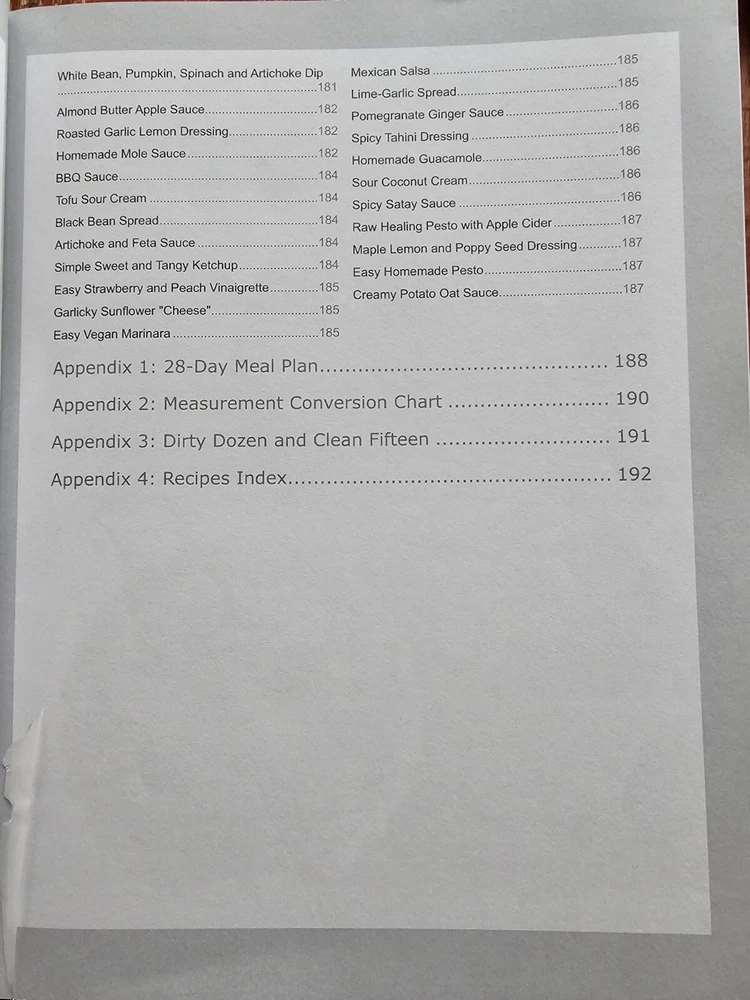 White Bean, Pumpkin, Spinach and Artichoke Dip
..........................................................................181
Almond Butter Apple Sauce................................182
Roasted Garlic Lemon Dressing.........................182
Homemade Mole Sauce.....................................182
BBQ Sauce.........................................................184
Tofu Sour Cream ................................................184
Black Bean Spread.............................................184
Artichoke and Feta Sauce ..................................184
Simple Sweet and Tangy Ketchup.......................184
Easy Strawberry and Peach Vinaigrette..............185
Garlicky Sunflower "Cheese"...............................185
Easy Vegan Marinara .........................................185
Mexican Salsa ....................................................185
Lime-Garlic Spread.............................................185
Pomegranate Ginger Sauce................................186
Spicy Tahini Dressing .........................................186
Homemade Guacamole.......................................186
Sour Coconut Cream...........................................186
Spicy Satay Sauce .............................................186
Raw Healing Pesto with Apple Cider ...................187
Maple Lemon and Poppy Seed Dressing............187
Easy Homemade Pesto.......................................187
Creamy Potato Oat Sauce...................................187
Appendix 1: 28-Day Meal Plan............................................ 188
Appendix 2: Measurement Conversion Chart ........................ 190
Appendix 3: Dirty Dozen and Clean Fifteen .......................... 191
Appendix 4: Recipes Index................................................. 192